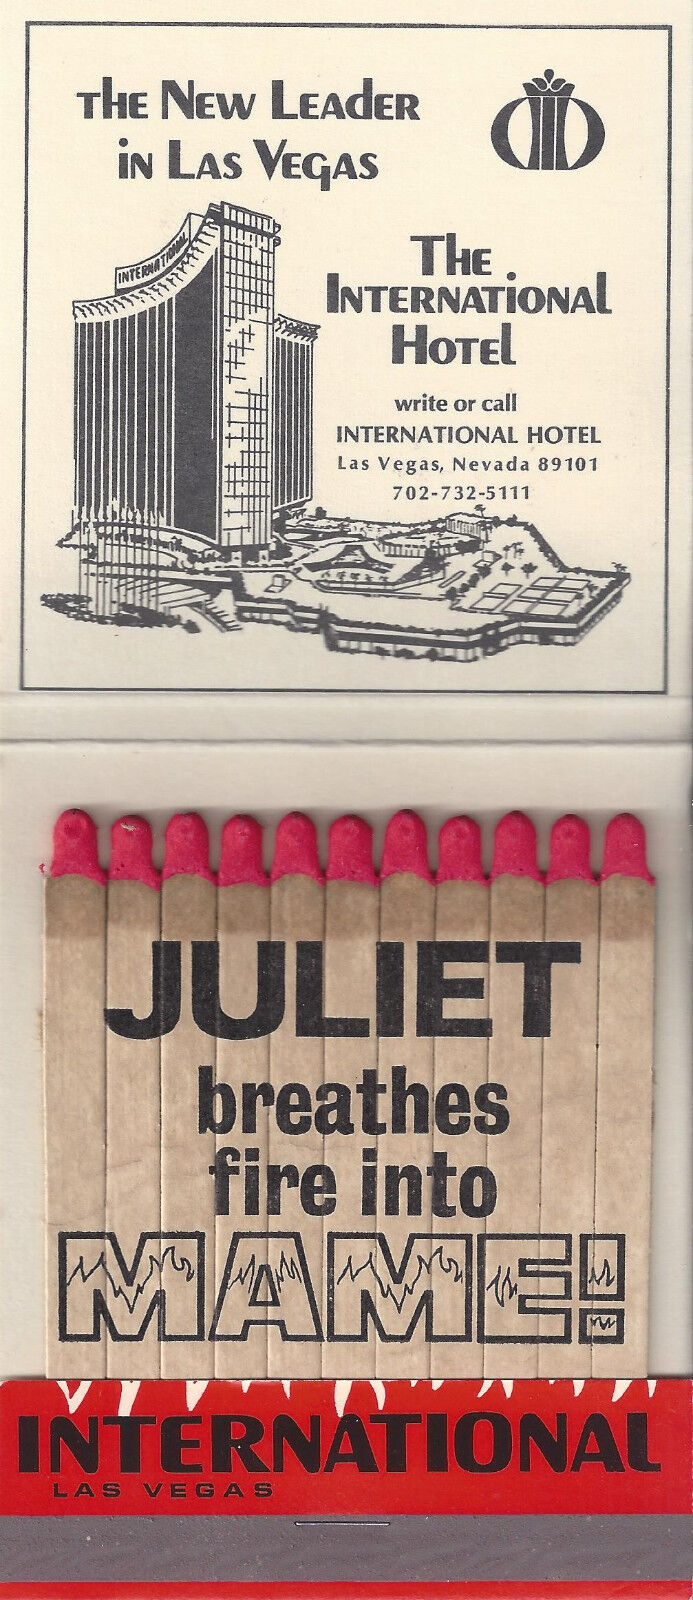 The New Leader
in Las Vegas
INTERNATIONAL
The
International
Hotel
write or call
INTERNATIONAL HOTEL
Las Vegas, Nevada 89101
702-732-5111
JULIET
breathes
fire into
MAME!
INTERNATIONAL
LAS VEGAS